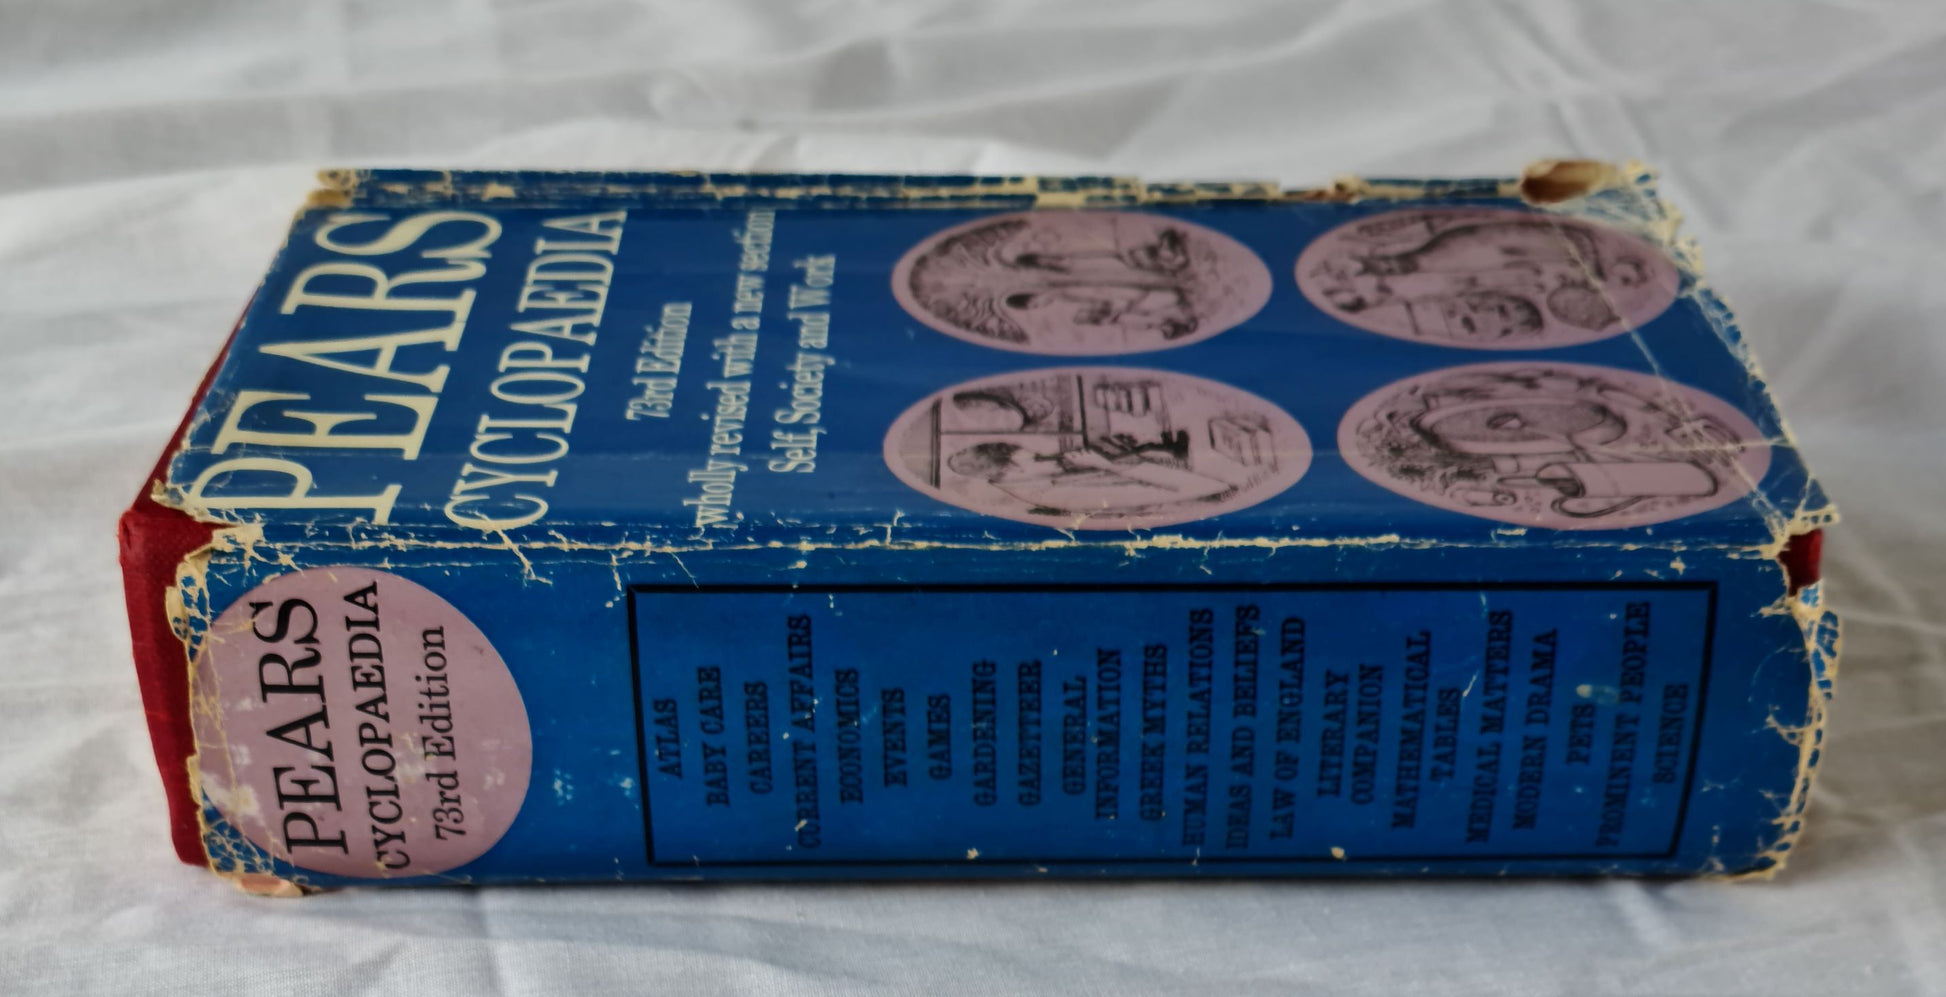 PEARS
CYCLOPAEDIA
73rd Edition
wholly revised with a new section
Self, Society and Work
PEARS
CYCLOPAEDIA
73rd Edition
ATLAS
BABY CARE
CAREERS
CURRENT AFFAIRS
ECONOMICS
EVENTS
GAMES
GARDENING
GAZETTEER
GENERAL
INFORMATION
GREEK MYTHS
HUMAN RELATIONS
IDEAS AND BELIEFS
LAW OF ENGLAND
LITERARY
COMPANION
MATHEMATICAL
TABLES
MEDICAL MATTERS
MODERN DRAMA
PETS
PROMINENT PEOPLE
SCIENCE